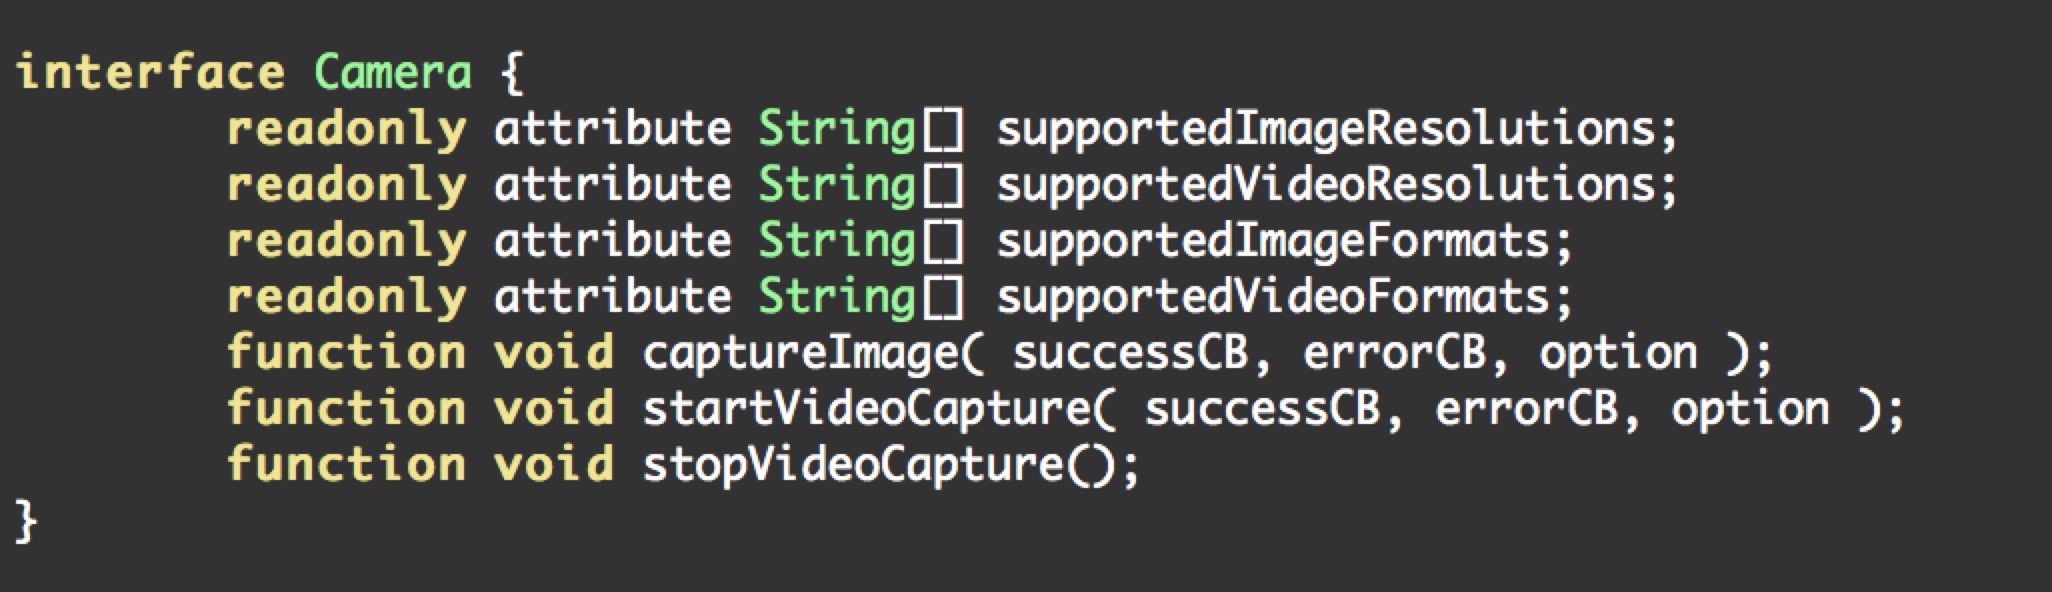 interface Camera {
readonly attribute String[] supportedImageResolutions;
readonly attribute String[] supportedVideoResolutions;
readonly attribute String[] supportedImageFormats;
readonly attribute String[] supportedVideoFormats;
function void captureImage( successCB, errorCB, option );
function void startVideoCapture( successCB, errorCB, option );
function void stopVideoCapture();
}